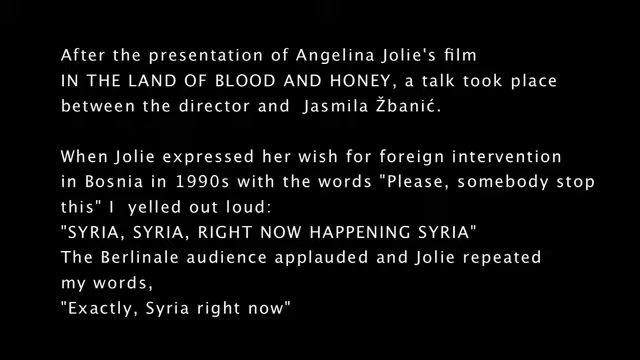 After the presentation of Angelina Jolie's film
IN THE LAND OF BLOOD AND HONEY, a talk took place
between the director and Jasmila Žbanić.
When Jolie expressed her wish for foreign intervention
in Bosnia in 1990s with the words "Please, somebody stop
this" I yelled out loud:
"SYRIA, SYRIA, RIGHT NOW HAPPENING SYRIA"
The Berlinale audience applauded and Jolie repeated
my words,
"Exactly, Syria right now"